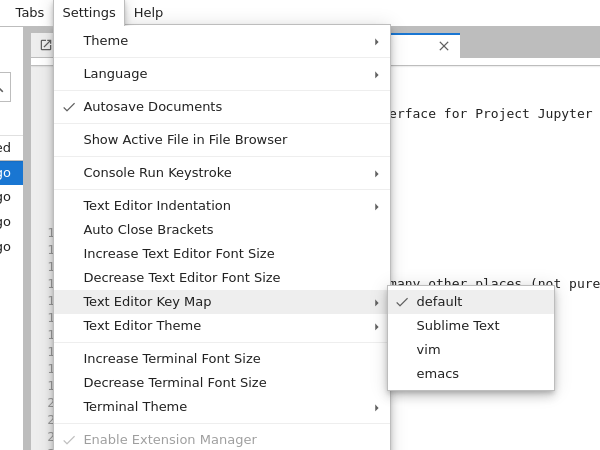 Tabs Settings Help
Theme
Language
Autosave Documents
erface for Project Jupyter
Show Active File in File Browser
ed
Console Run Keystroke
go
go
Text Editor Indentation
go
Auto Close Brackets
go
Increase Text Editor Font Size
Decrease Text Editor Font Size
many other places (not pure
Text Editor Key Map
default
Text Editor Theme
Sublime Text
vim
Increase Terminal Font Size
emacs
Decrease Terminal Font Size
Terminal Theme
Enable Extension Manager